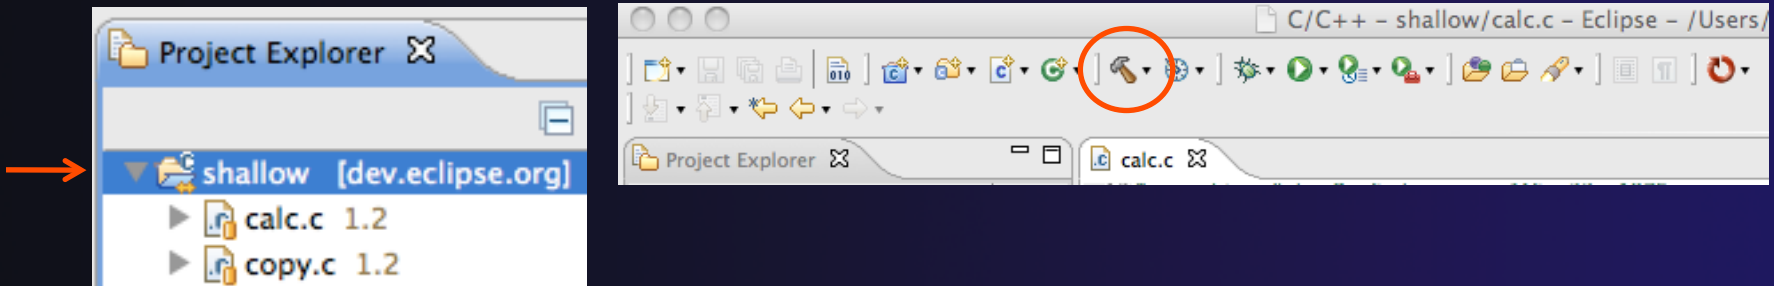 Project Explorer
shallow [dev.eclipse.org]
calc.c 1.2
copy.c 1.2
C/C++ – shallow/calc.c – Eclipse – /Users/
010
Project Explorer
calc.c